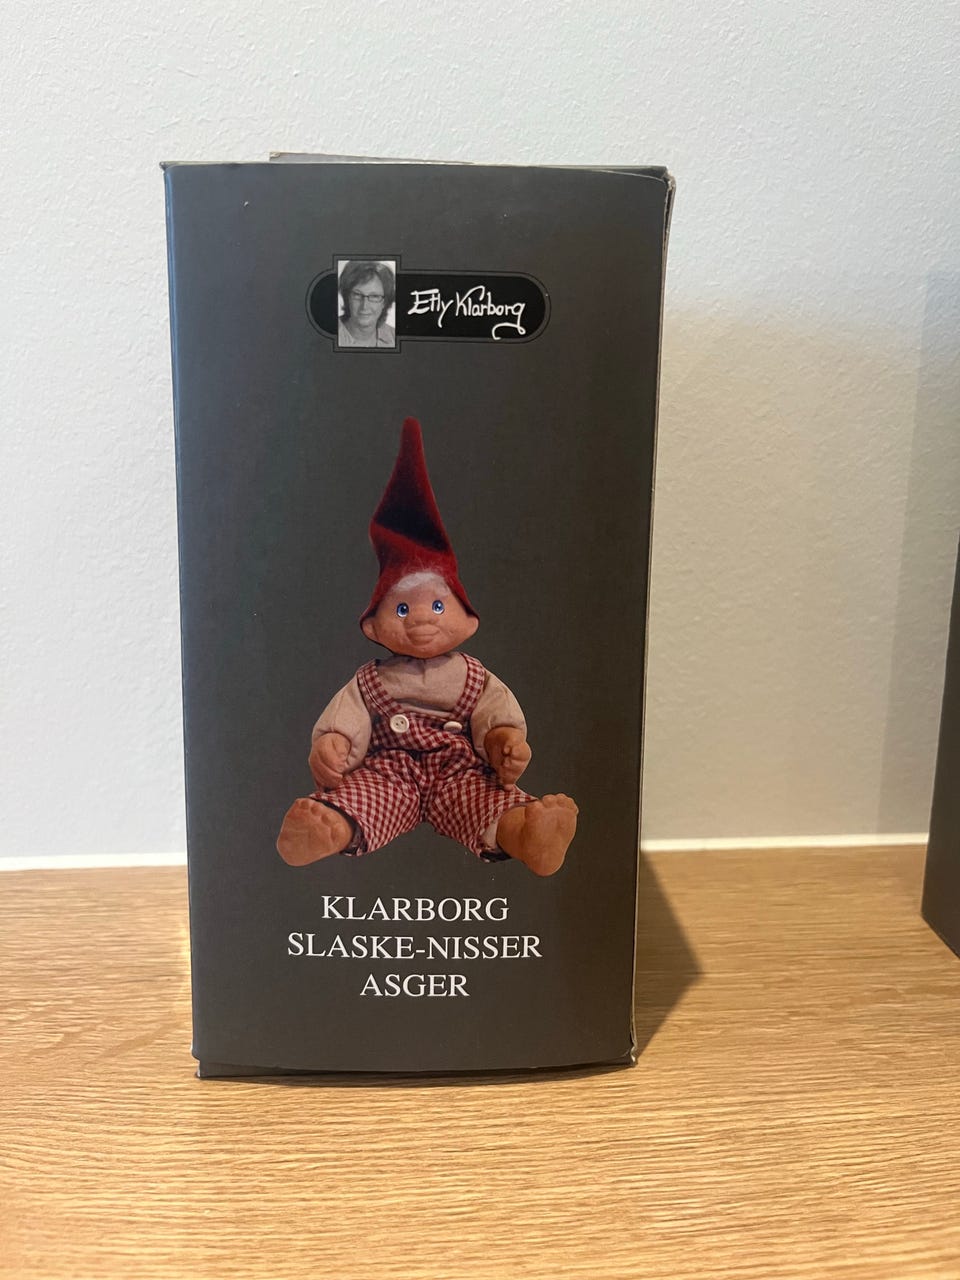 Elly Klarborg
KLARBORG
SLASKE-NISSER
ASGER